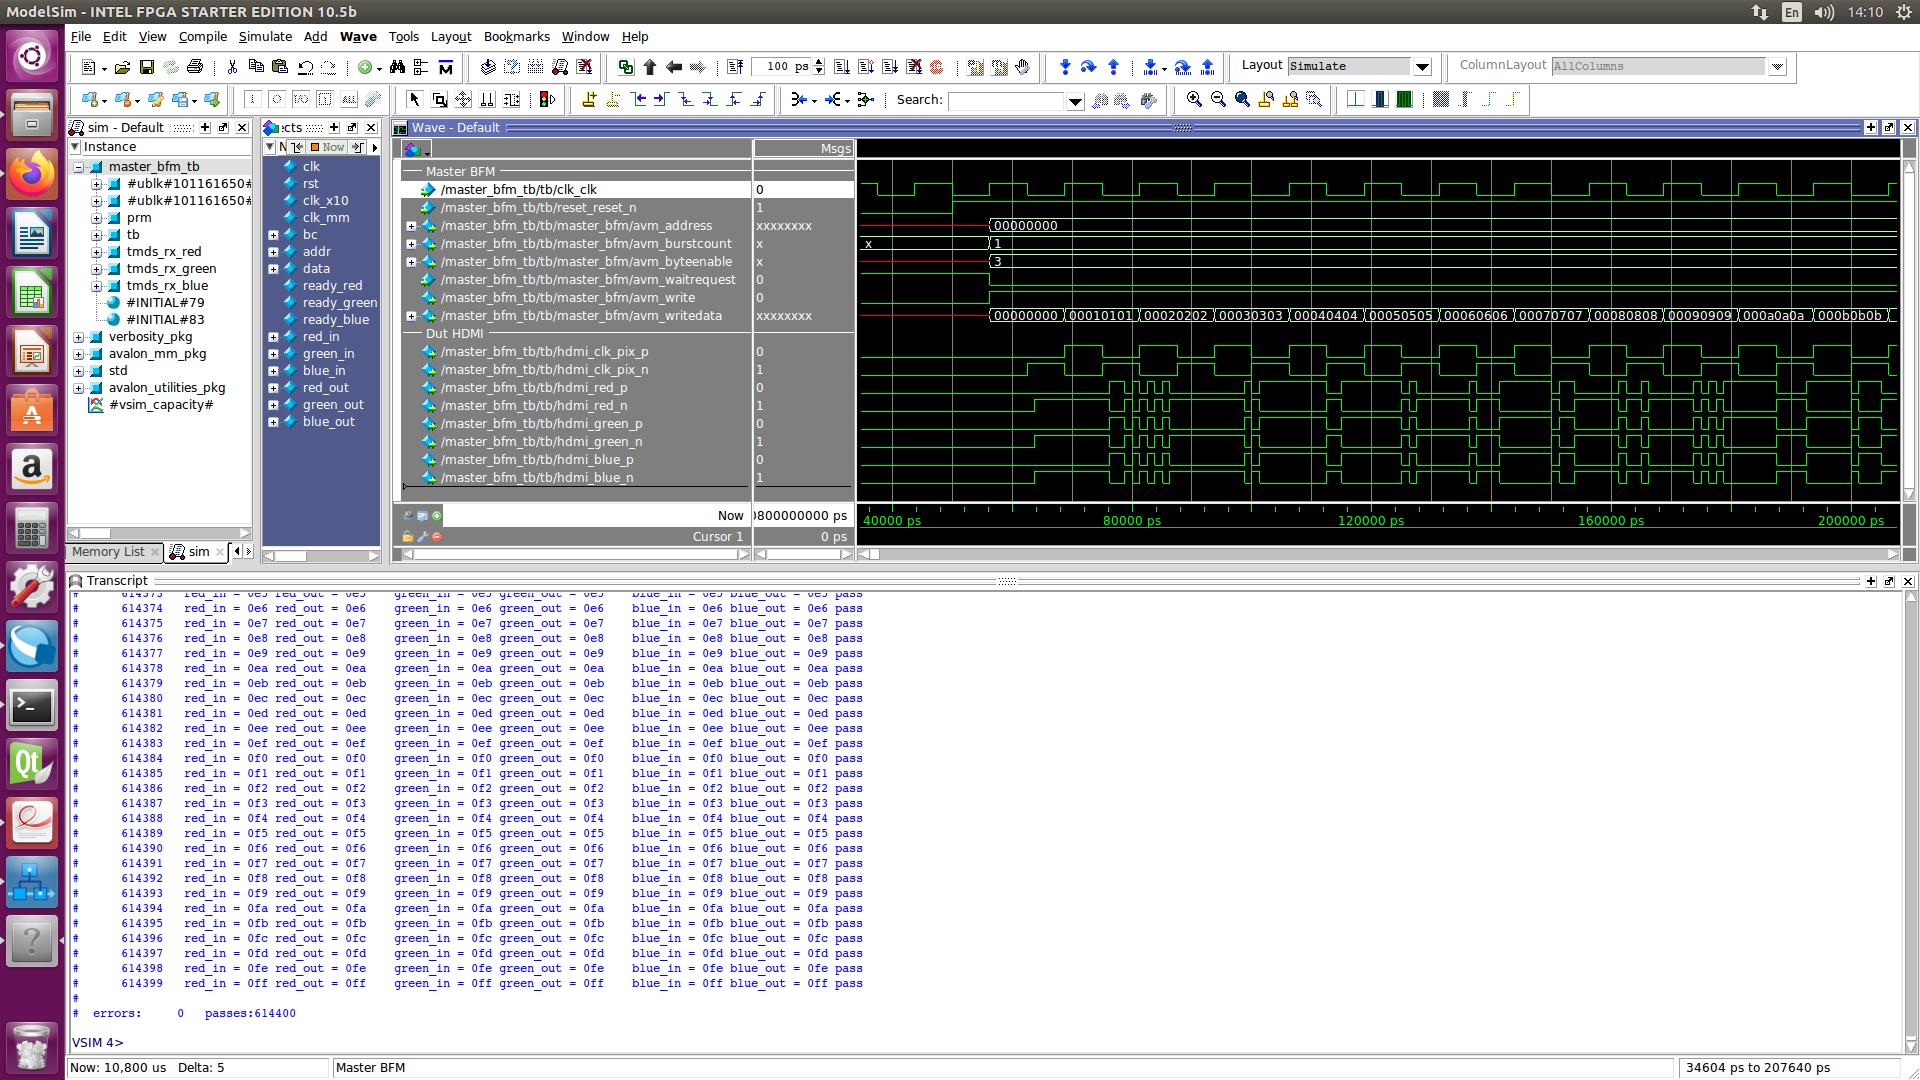 ModelSim - INTEL FPGA STARTER EDITION 10.5b
En
14:10
File Edit View Compile Simulate Add Wave Tools Layout Bookmarks Window Help
100 ps
Layout Simulate
ColumnLayout AllColumns
Search:
sim - Default
Instance
master_bfm_tb
#ublk#101161650#
#ublk#101161650#
prm
tb
tmds_rx_red
tmds_rx_green
tmds_rx_blue
#INITIAL#79
#INITIAL#83
verbosity_pkg
avalon_mm_pkg
std
avalon_utilities_pkg
#vsim_capacity#
Memory List
sim
cts
N
Now
clk
rst
clk_x10
clk_mm
bc
addr
data
ready_red
ready_green
ready_blue
red_in
green_in
blue_in
red_out
green_out
blue_out
Wave - Default
Msgs
Master BFM
/master_bfm_tb/tb/clk_clk 0
/master_bfm_tb/tb/reset_reset_n 1
/master_bfm_tb/tb/master_bfm/avm_address xxxxxxxx 00000000
/master_bfm_tb/tb/master_bfm/avm_burstcount x x 1
/master_bfm_tb/tb/master_bfm/avm_byteenable x 3
/master_bfm_tb/tb/master_bfm/avm_waitrequest 0
/master_bfm_tb/tb/master_bfm/avm_write 0
/master_bfm_tb/tb/master_bfm/avm_writedata xxxxxxxx 00000000 00010101 00020202 00030303 00040404 00050505 00060606 00070707 00080808 00090909 000a0a0a 000b0b0b
Dut HDMI
/master_bfm_tb/tb/hdmi_clk_pix_p 0
/master_bfm_tb/tb/hdmi_clk_pix_n 1
/master_bfm_tb/tb/hdmi_red_p 0
/master_bfm_tb/tb/hdmi_red_n 1
/master_bfm_tb/tb/hdmi_green_p 0
/master_bfm_tb/tb/hdmi_green_n 1
/master_bfm_tb/tb/hdmi_blue_p 0
/master_bfm_tb/tb/hdmi_blue_n 1
Now 800000000 ps
Cursor 1 0 ps
40000 ps 80000 ps 120000 ps 160000 ps 200000 ps
Transcript
# 614373 red_in = 0e5 red_out = 0e5 green_in = 0e5 green_out = 0e5 blue_in = 0e5 blue_out = 0e5 pass
# 614374 red_in = 0e6 red_out = 0e6 green_in = 0e6 green_out = 0e6 blue_in = 0e6 blue_out = 0e6 pass
# 614375 red_in = 0e7 red_out = 0e7 green_in = 0e7 green_out = 0e7 blue_in = 0e7 blue_out = 0e7 pass
# 614376 red_in = 0e8 red_out = 0e8 green_in = 0e8 green_out = 0e8 blue_in = 0e8 blue_out = 0e8 pass
# 614377 red_in = 0e9 red_out = 0e9 green_in = 0e9 green_out = 0e9 blue_in = 0e9 blue_out = 0e9 pass
# 614378 red_in = 0ea red_out = 0ea green_in = 0ea green_out = 0ea blue_in = 0ea blue_out = 0ea pass
# 614379 red_in = 0eb red_out = 0eb green_in = 0eb green_out = 0eb blue_in = 0eb blue_out = 0eb pass
# 614380 red_in = 0ec red_out = 0ec green_in = 0ec green_out = 0ec blue_in = 0ec blue_out = 0ec pass
# 614381 red_in = 0ed red_out = 0ed green_in = 0ed green_out = 0ed blue_in = 0ed blue_out = 0ed pass
# 614382 red_in = 0ee red_out = 0ee green_in = 0ee green_out = 0ee blue_in = 0ee blue_out = 0ee pass
# 614383 red_in = 0ef red_out = 0ef green_in = 0ef green_out = 0ef blue_in = 0ef blue_out = 0ef pass
# 614384 red_in = 0f0 red_out = 0f0 green_in = 0f0 green_out = 0f0 blue_in = 0f0 blue_out = 0f0 pass
# 614385 red_in = 0f1 red_out = 0f1 green_in = 0f1 green_out = 0f1 blue_in = 0f1 blue_out = 0f1 pass
# 614386 red_in = 0f2 red_out = 0f2 green_in = 0f2 green_out = 0f2 blue_in = 0f2 blue_out = 0f2 pass
# 614387 red_in = 0f3 red_out = 0f3 green_in = 0f3 green_out = 0f3 blue_in = 0f3 blue_out = 0f3 pass
# 614388 red_in = 0f4 red_out = 0f4 green_in = 0f4 green_out = 0f4 blue_in = 0f4 blue_out = 0f4 pass
# 614389 red_in = 0f5 red_out = 0f5 green_in = 0f5 green_out = 0f5 blue_in = 0f5 blue_out = 0f5 pass
# 614390 red_in = 0f6 red_out = 0f6 green_in = 0f6 green_out = 0f6 blue_in = 0f6 blue_out = 0f6 pass
# 614391 red_in = 0f7 red_out = 0f7 green_in = 0f7 green_out = 0f7 blue_in = 0f7 blue_out = 0f7 pass
# 614392 red_in = 0f8 red_out = 0f8 green_in = 0f8 green_out = 0f8 blue_in = 0f8 blue_out = 0f8 pass
# 614393 red_in = 0f9 red_out = 0f9 green_in = 0f9 green_out = 0f9 blue_in = 0f9 blue_out = 0f9 pass
# 614394 red_in = 0fa red_out = 0fa green_in = 0fa green_out = 0fa blue_in = 0fa blue_out = 0fa pass
# 614395 red_in = 0fb red_out = 0fb green_in = 0fb green_out = 0fb blue_in = 0fb blue_out = 0fb pass
# 614396 red_in = 0fc red_out = 0fc green_in = 0fc green_out = 0fc blue_in = 0fc blue_out = 0fc pass
# 614397 red_in = 0fd red_out = 0fd green_in = 0fd green_out = 0fd blue_in = 0fd blue_out = 0fd pass
# 614398 red_in = 0fe red_out = 0fe green_in = 0fe green_out = 0fe blue_in = 0fe blue_out = 0fe pass
# 614399 red_in = 0ff red_out = 0ff green_in = 0ff green_out = 0ff blue_in = 0ff blue_out = 0ff pass
#
# errors: 0 passes:614400
VSIM 4>
Now: 10,800 us Delta: 5
Master BFM
34604 ps to 207640 ps